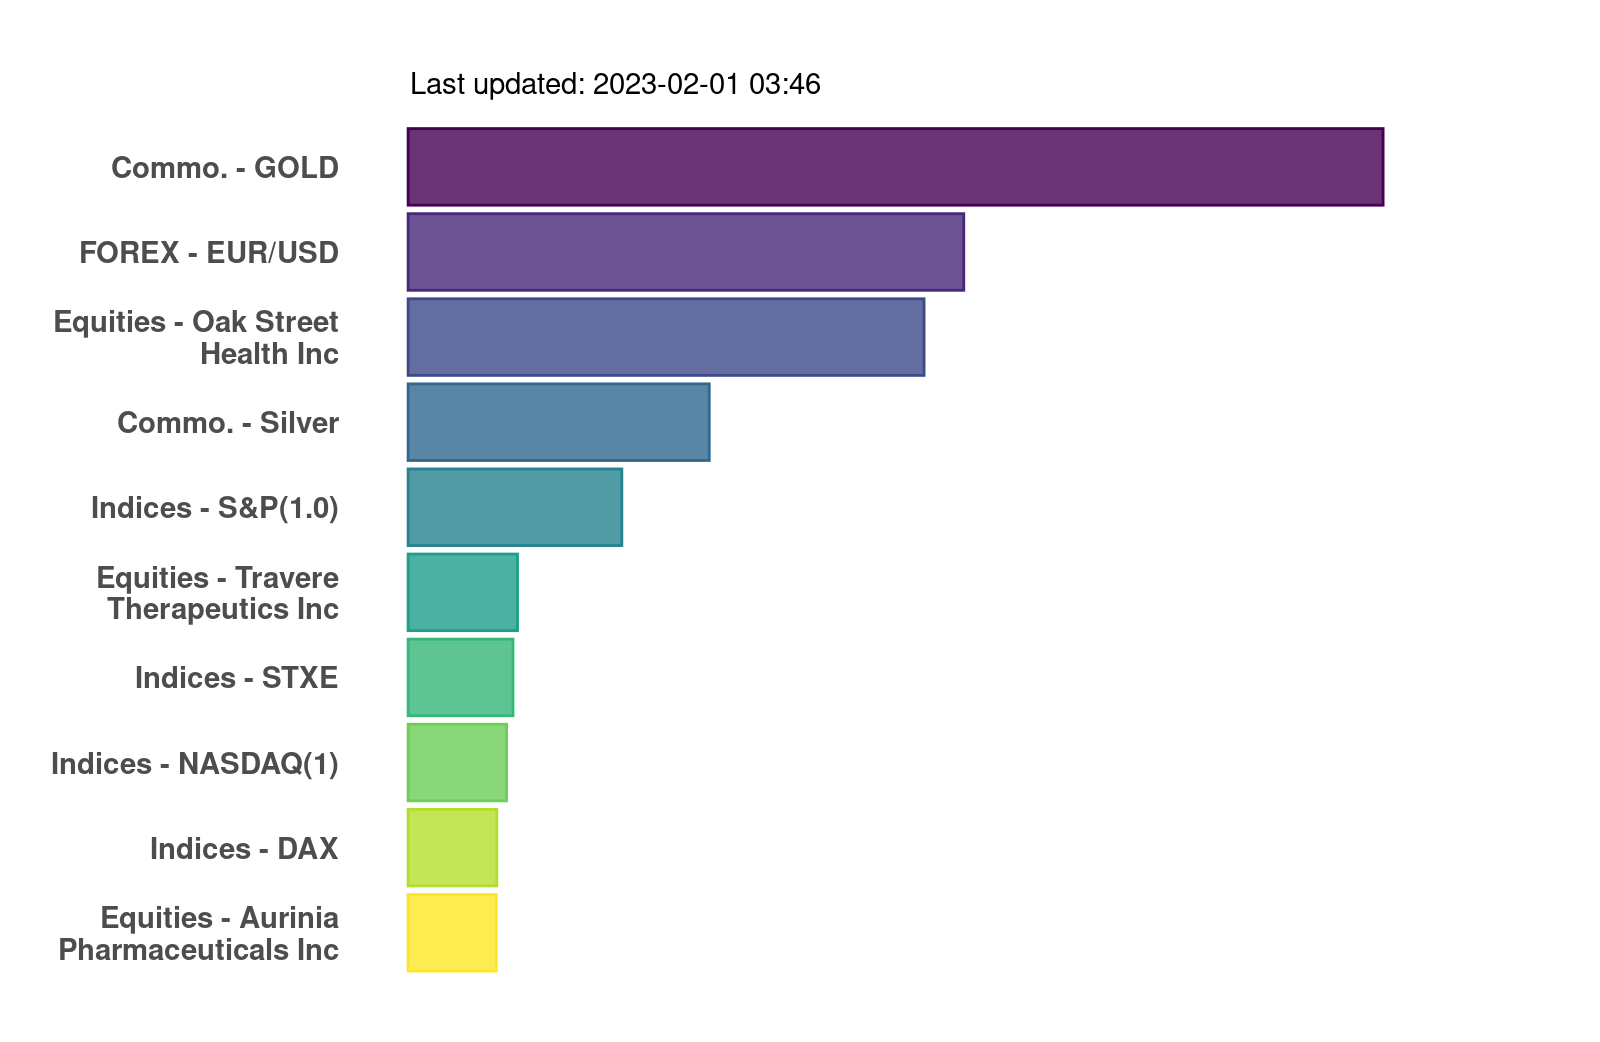 Last updated: 2023-02-01 03:46
Commo. - GOLD
FOREX - EUR/USD
Equities - Oak Street
Health Inc
Commo. - Silver
Indices - S&P(1.0)
Equities - Travere
Therapeutics Inc
Indices - STXE
Indices - NASDAQ(1)
Indices - DAX
Equities - Aurinia
Pharmaceuticals Inc